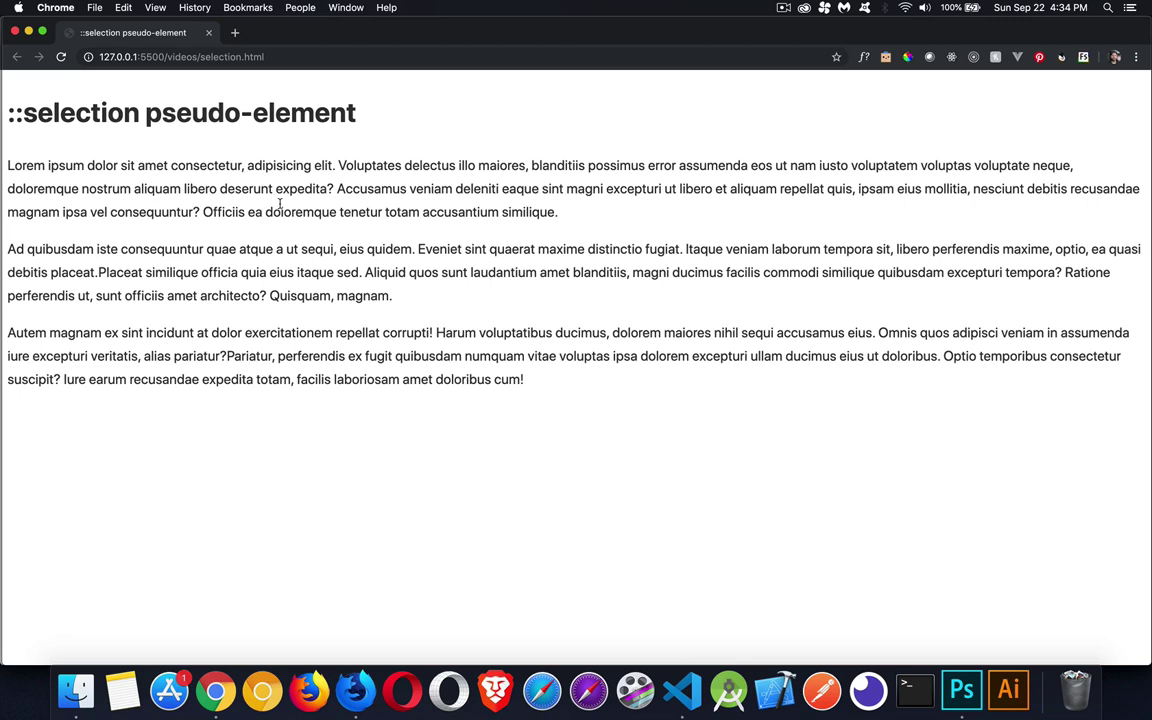 Chrome File Edit View History Bookmarks People Window Help 100% Sun Sep 22 4:34 PM
::selection pseudo-element
127.0.0.1:5500/videos/selection.html f?
::selection pseudo-element
Lorem ipsum dolor sit amet consectetur, adipisicing elit. Voluptates delectus illo maiores, blanditiis possimus error assumenda eos ut nam iusto voluptatem voluptas voluptate neque,
doloremque nostrum aliquam libero deserunt expedita? Accusamus veniam deleniti eaque sint magni excepturi ut libero et aliquam repellat quis, ipsam eius mollitia, nesciunt debitis recusandae
magnam ipsa vel consequuntur? Officiis ea doloremque tenetur totam accusantium similique.
Ad quibusdam iste consequuntur quae atque a ut sequi, eius quidem. Eveniet sint quaerat maxime distinctio fugiat. Itaque veniam laborum tempora sit, libero perferendis maxime, optio, ea quasi
debitis placeat.Placeat similique officia quia eius itaque sed. Aliquid quos sunt laudantium amet blanditiis, magni ducimus facilis commodi similique quibusdam excepturi tempora? Ratione
perferendis ut, sunt officiis amet architecto? Quisquam, magnam.
Autem magnam ex sint incidunt at dolor exercitationem repellat corrupti! Harum voluptatibus ducimus, dolorem maiores nihil sequi accusamus eius. Omnis quos adipisci veniam in assumenda
iure excepturi veritatis, alias pariatur?Pariatur, perferendis ex fugit quibusdam numquam vitae voluptas ipsa dolorem excepturi ullam ducimus eius ut doloribus. Optio temporibus consectetur
suscipit? Iure earum recusandae expedita totam, facilis laboriosam amet doloribus cum!
1 >_ Ps Ai